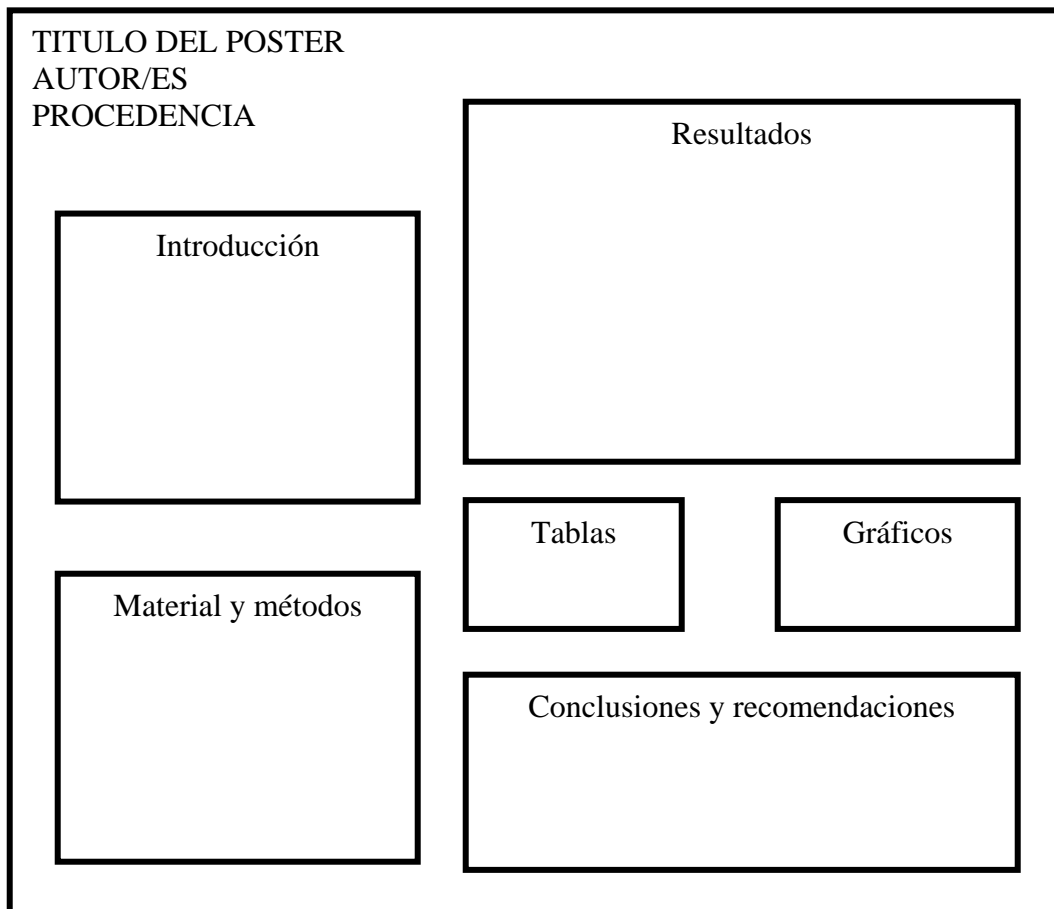 TITULO DEL POSTER
AUTOR/ES
PROCEDENCIA
Introducción
Material y métodos
Resultados
Tablas
Gráficos
Conclusiones y recomendaciones